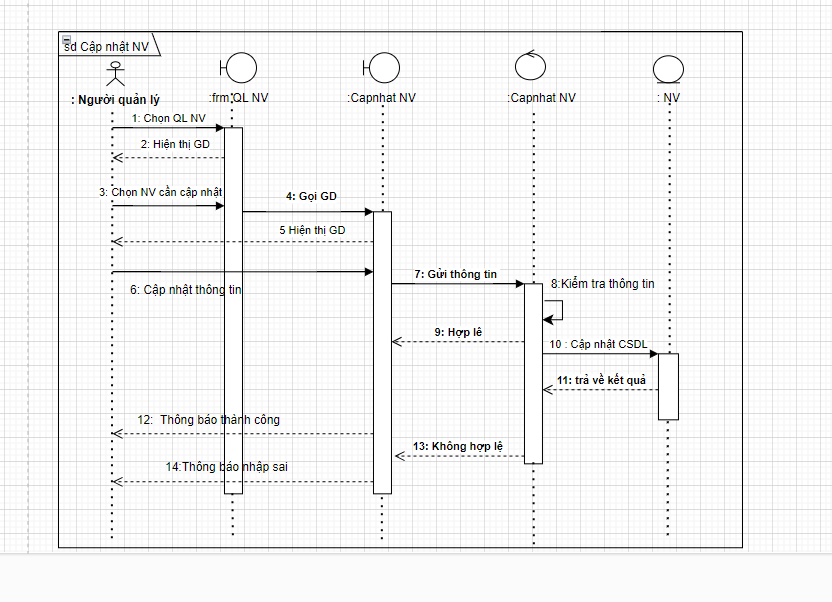 sd Cập nhật NV
: Người quản lý
:frm QL NV
:Capnhat NV
:Capnhat NV
: NV
1: Chọn QL NV
2: Hiện thị GD
3: Chọn NV cần cập nhật
4: Gọi GD
5 Hiện thị GD
6: Cập nhật thông tin
7: Gửi thông tin
8:Kiểm tra thông tin
9: Hợp lê
10 : Cập nhật CSDL
11: trả về kết quả
12: Thông báo thành công
13: Không hợp lệ
14:Thông báo nhập sai